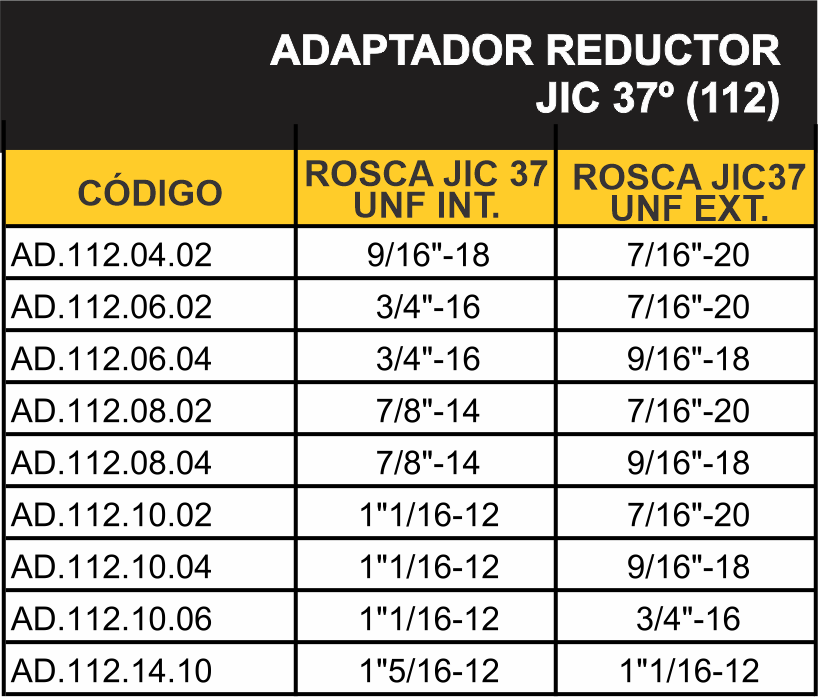 ADAPTADOR REDUCTOR
JIC 37º (112)
CÓDIGO ROSCA JIC 37 UNF INT. ROSCA JIC37 UNF EXT.
AD.112.04.02 9/16"-18 7/16"-20
AD.112.06.02 3/4"-16 7/16"-20
AD.112.06.04 3/4"-16 9/16"-18
AD.112.08.02 7/8"-14 7/16"-20
AD.112.08.04 7/8"-14 9/16"-18
AD.112.10.02 1"1/16-12 7/16"-20
AD.112.10.04 1"1/16-12 9/16"-18
AD.112.10.06 1"1/16-12 3/4"-16
AD.112.14.10 1"5/16-12 1"1/16-12